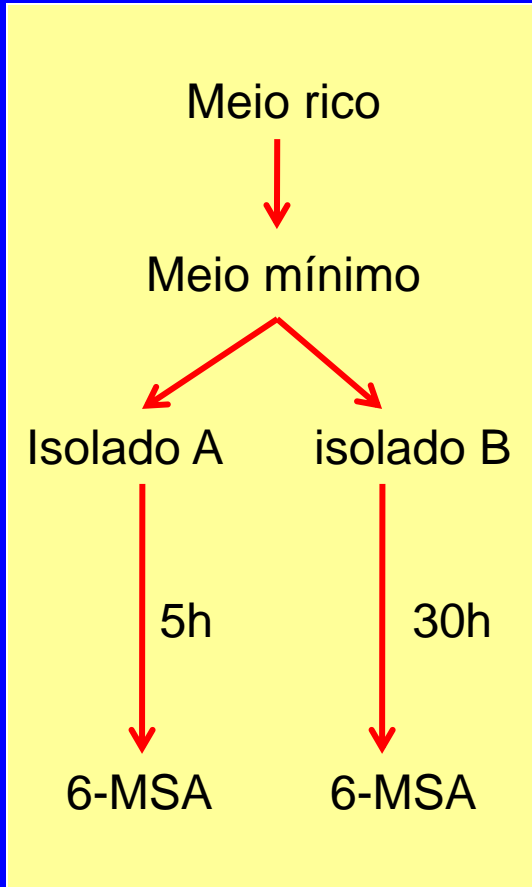 Meio rico
Meio mínimo
Isolado A isolado B
5h 30h
6-MSA 6-MSA